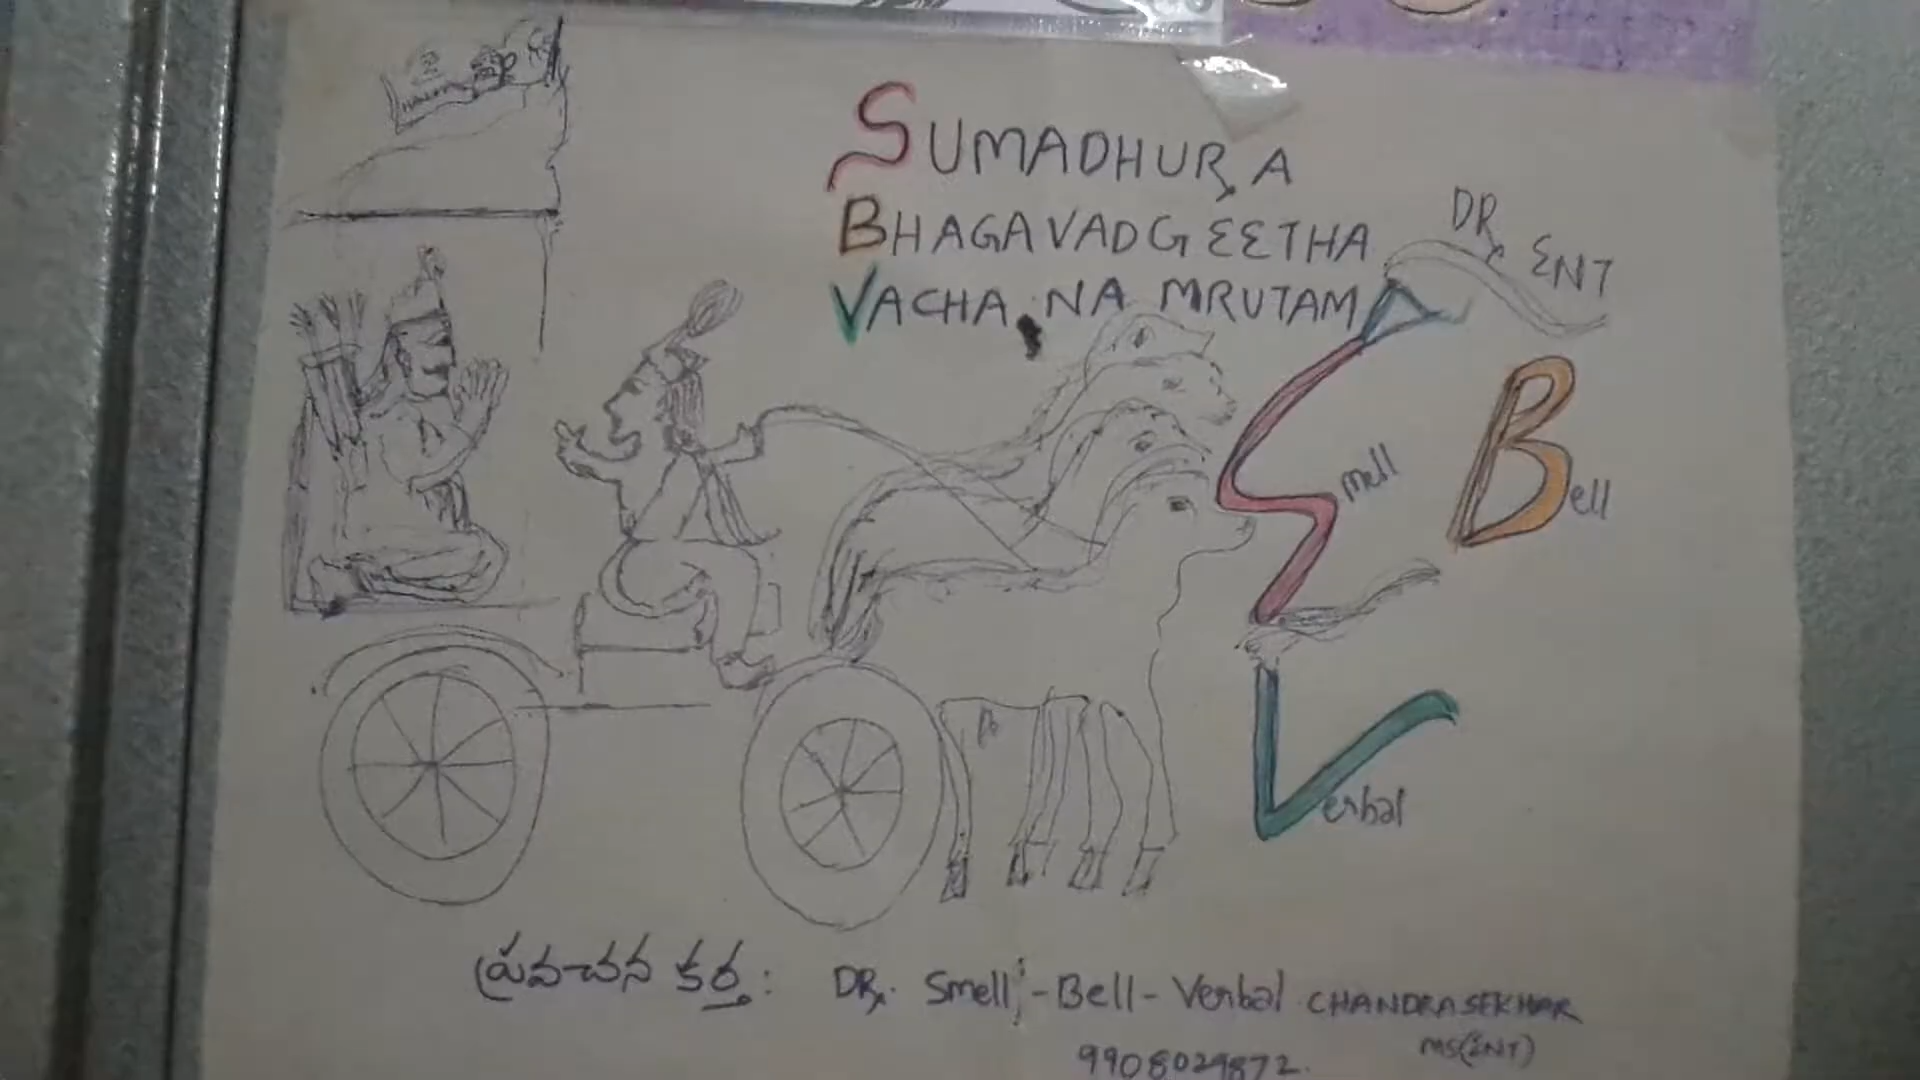 SUMADHURA
BHAGAVADGEETHA
VACHANAMRUTAM
DR ENT
Smell
Bell
Verbal
ప్రవచన కర్త: DR. Smell-Bell-Verbal CHANDRASEKHAR
MS(ENT)
9908029872.